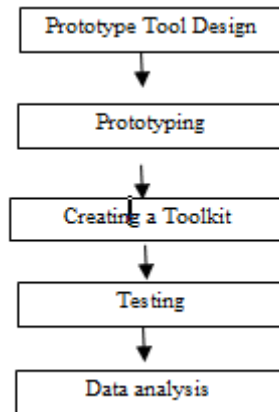 Prototype Tool Design
Prototyping
Creating a Toolkit
Testing
Data analysis